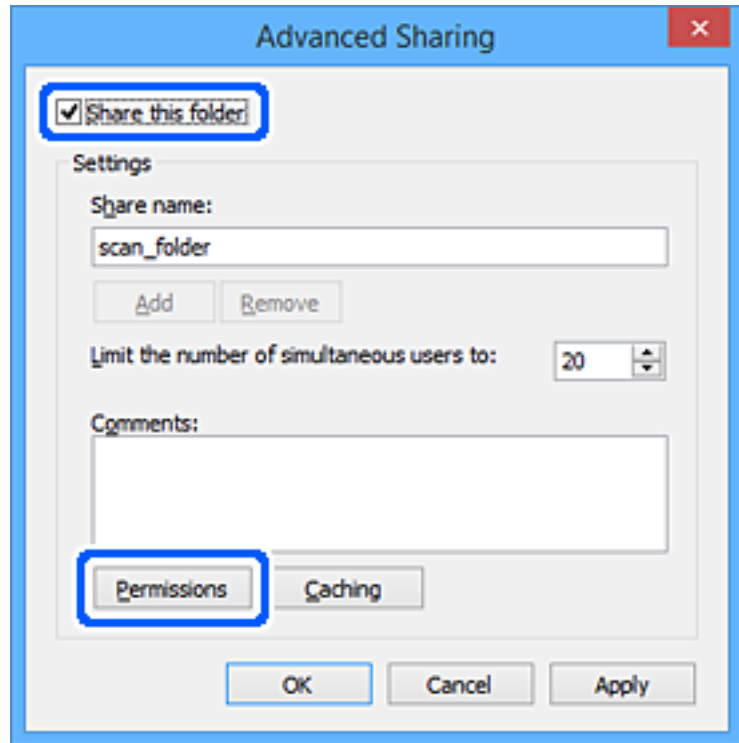 Advanced Sharing
Share this folder
Settings
Share name:
scan_folder
Add Remove
Limit the number of simultaneous users to: 20
Comments:
Permissions Caching
OK Cancel Apply